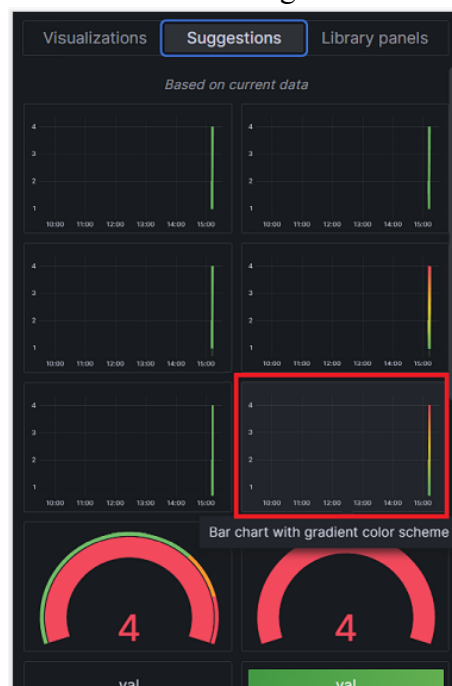 Visualizations Suggestions Library panels
Based on current data
4 4
3 3
2 2
1 1
10:00 11:00 12:00 13:00 14:00 15:00 10:00 11:00 12:00 13:00 14:00 15:00
4 4
3 3
2 2
1 1
10:00 11:00 12:00 13:00 14:00 15:00 10:00 11:00 12:00 13:00 14:00 15:00
4 4
3 3
2 2
1 1
10:00 11:00 12:00 13:00 14:00 15:00 10:00 11:00 12:00 13:00 14:00 15:00
Bar chart with gradient color scheme
4 4
val val